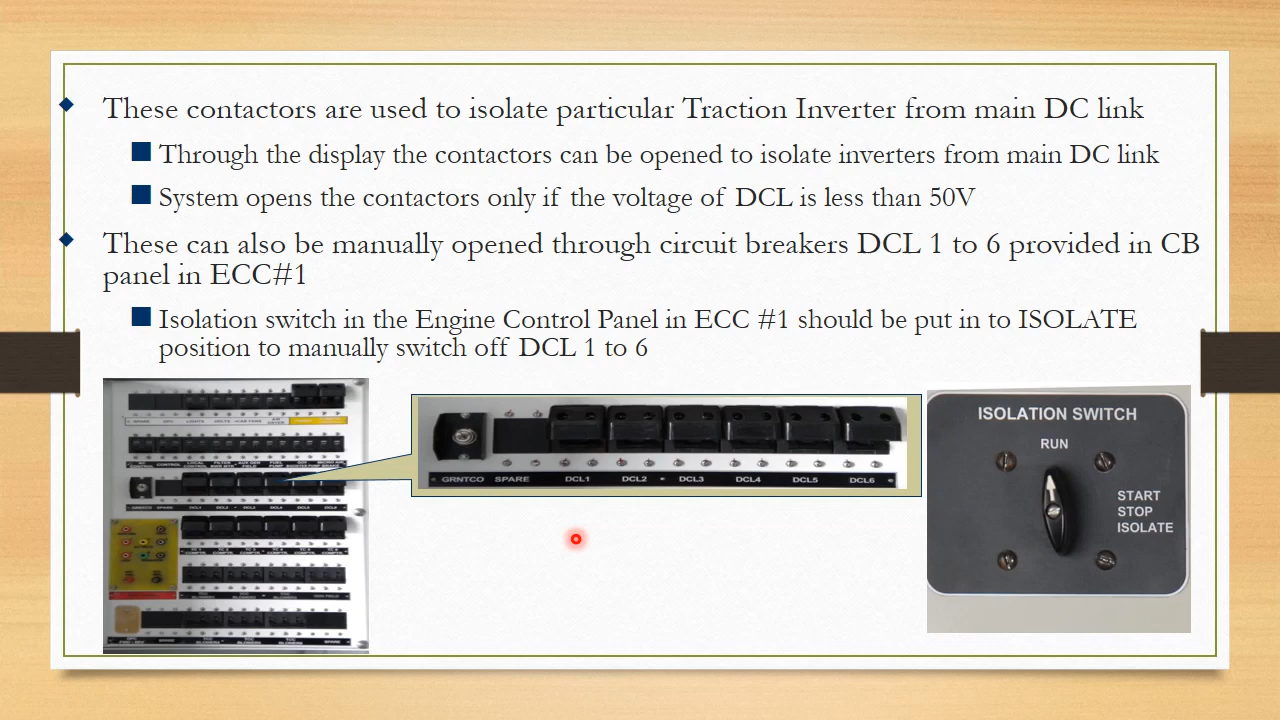 These contactors are used to isolate particular Traction Inverter from main DC link
Through the display the contactors can be opened to isolate inverters from main DC link
System opens the contactors only if the voltage of DCL is less than 50V
These can also be manually opened through circuit breakers DCL 1 to 6 provided in CB
panel in ECC#1
Isolation switch in the Engine Control Panel in ECC #1 should be put in to ISOLATE
position to manually switch off DCL 1 to 6
GRNTCO SPARE DCL1 DCL2 DCL3 DCL4 DCL5 DCL6
ISOLATION SWITCH
RUN
START
STOP
ISOLATE